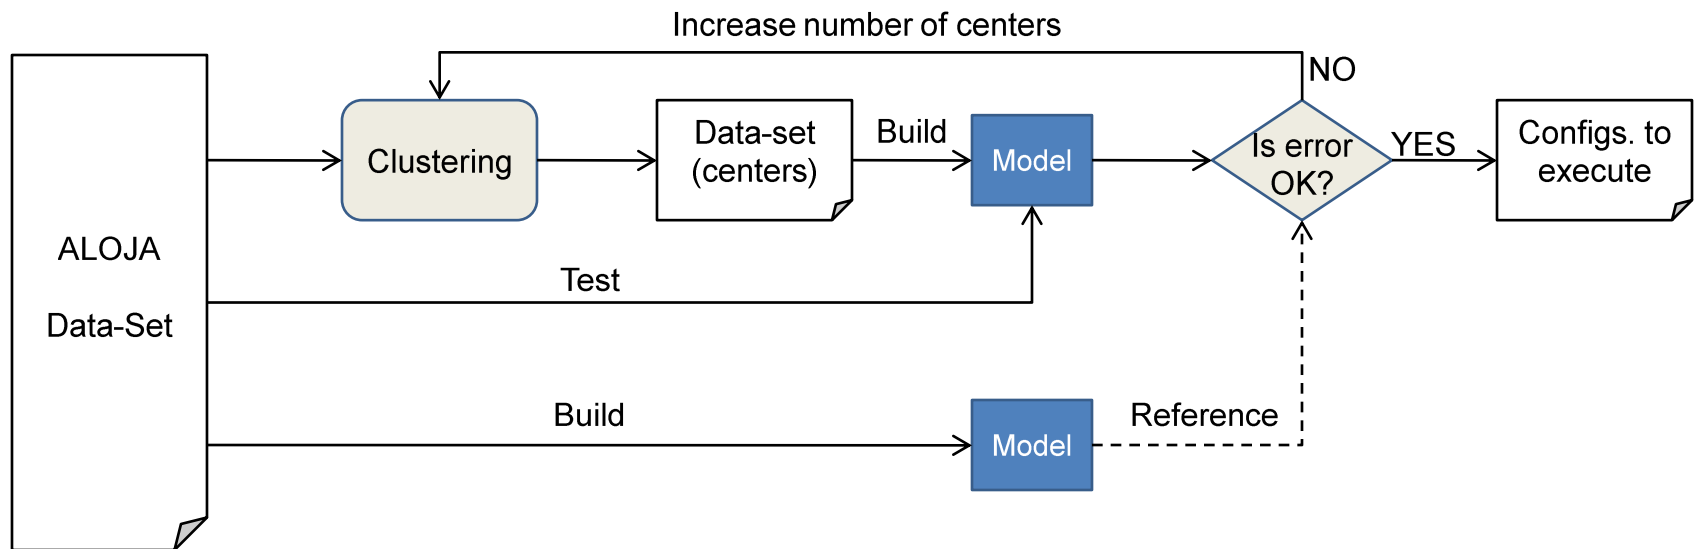 Increase number of centers
NO
ALOJA
Data-Set
Clustering
Data-set
(centers)
Build
Model
Is error
OK?
YES
Configs. to
execute
Test
Build
Model
Reference